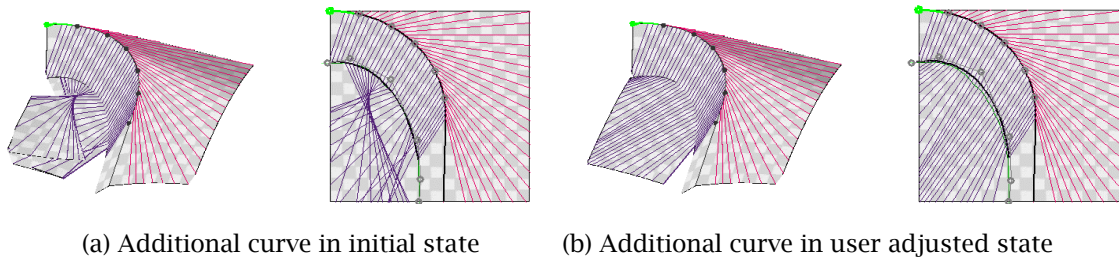 (a) Additional curve in initial state
(b) Additional curve in user adjusted state